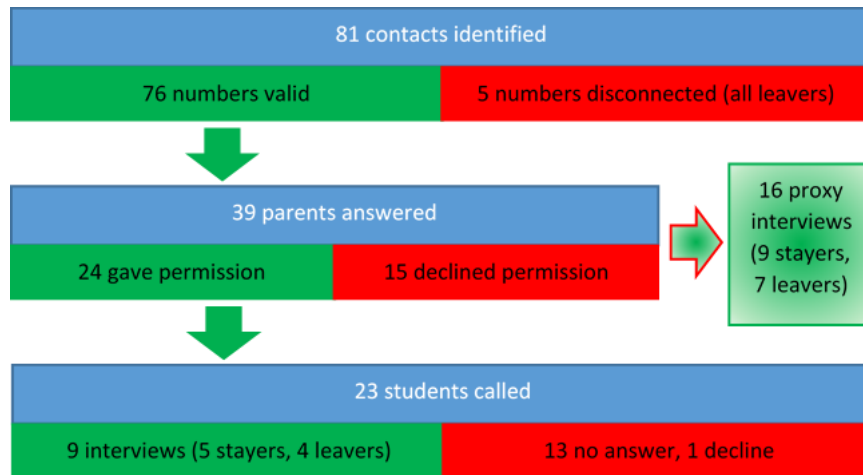 81 contacts identified
76 numbers valid
5 numbers disconnected (all leavers)
39 parents answered
24 gave permission
15 declined permission
16 proxy
interviews
(9 stayers,
7 leavers)
23 students called
9 interviews (5 stayers, 4 leavers)
13 no answer, 1 decline